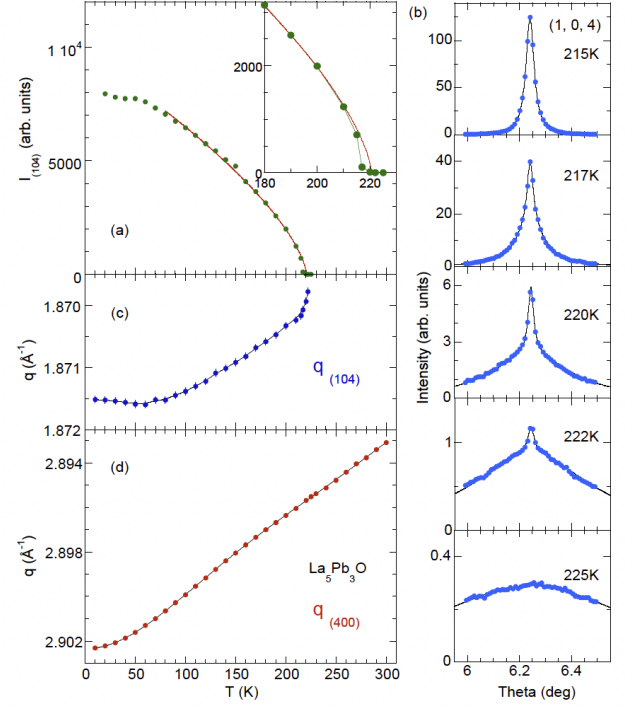 (a)
I(104) (arb. units)
10^4
5000
0
2000
0
180 200 220
(c)
q (Å^-1)
1.870
1.871
1.872
q (104)
(d)
q (Å^-1)
2.894
2.898
2.902
La5Pb3O
q (400)
0 50 100 150 200 250 300
T (K)
(b)
Intensity (arb. units)
(1, 0, 4)
215K
100
50
0
217K
40
20
0
220K
6
3
0
222K
1
0
225K
0.4
0
6 6.2 6.4
Theta (deg)